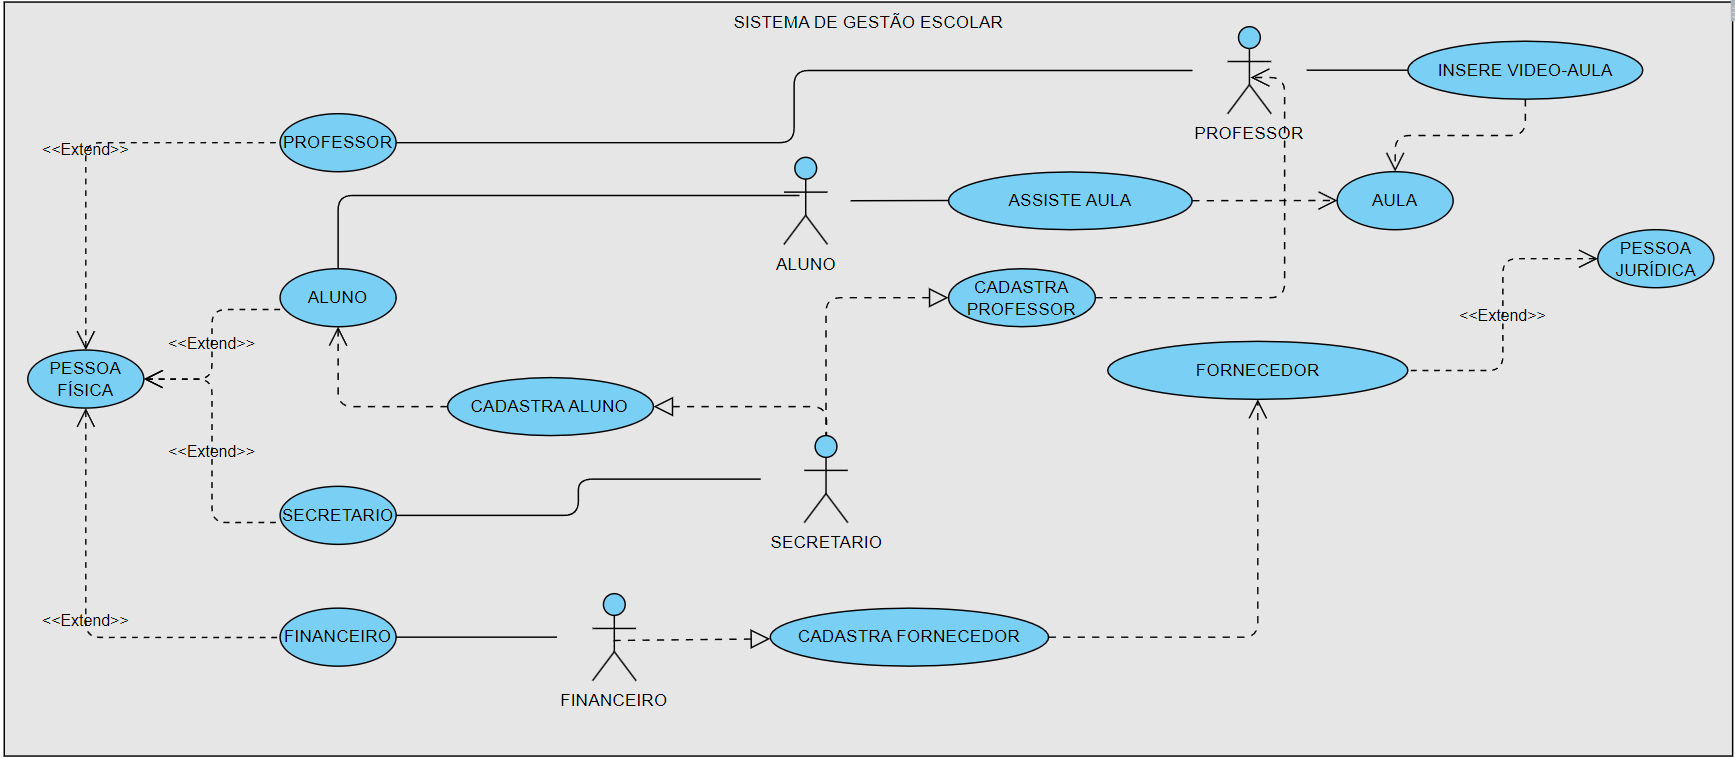 SISTEMA DE GESTÃO ESCOLAR
INSERE VIDEO-AULA
PROFESSOR
PROFESSOR
<<Extend>>
ASSISTE AULA
AULA
PESSOA
JURÍDICA
ALUNO
ALUNO
CADASTRA
PROFESSOR
<<Extend>>
<<Extend>>
PESSOA
FÍSICA
FORNECEDOR
CADASTRA ALUNO
<<Extend>>
SECRETARIO
SECRETARIO
<<Extend>>
FINANCEIRO
CADASTRA FORNECEDOR
FINANCEIRO